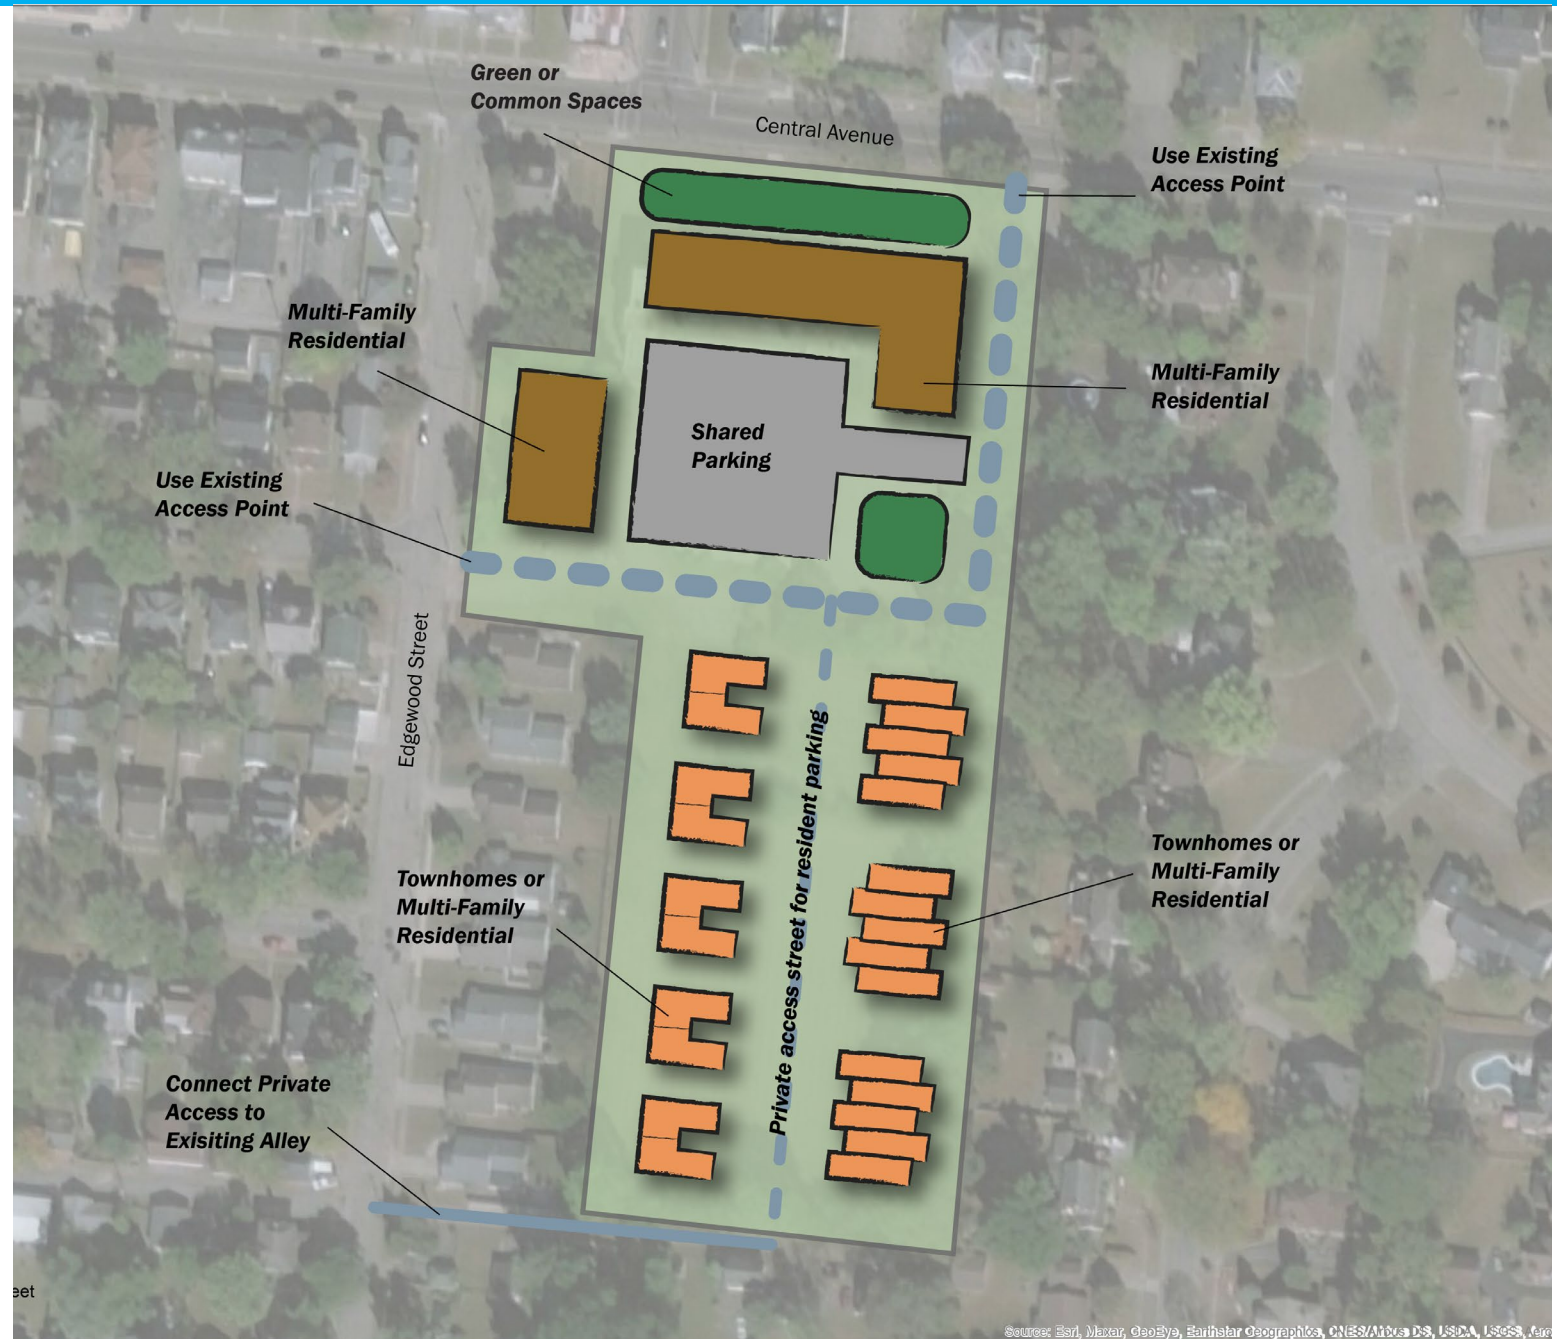 Green or
Common Spaces
Central Avenue
Use Existing
Access Point
Multi-Family
Residential
Multi-Family
Residential
Shared
Parking
Use Existing
Access Point
Edgewood Street
Private access street for resident parking
Townhomes or
Multi-Family
Residential
Townhomes or
Multi-Family
Residential
Connect Private
Access to
Exisiting Alley
eet
Source: Esri, Maxar, GeoEye, Earthstar Geographics, CNES/Airbus DS, USDA, USGS, Aero